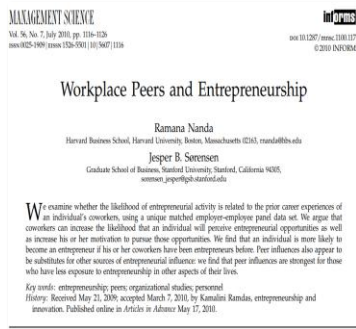 MANAGEMENT SCIENCE
Vol. 56, No. 7, July 2010, pp. 1116–1126
ISSN 0025-1909 | EISSN 1526-5501 | 10 | 5607 | 1116
informs
DOI 10.1287/mnsc.1100.117
© 2010 INFORM
Workplace Peers and Entrepreneurship
Ramana Nanda
Harvard Business School, Harvard University, Boston, Massachusetts 02163, rnanda@hbs.edu
Jesper B. Sørensen
Graduate School of Business, Stanford University, Stanford, California 94305,
sorensen_jesper@gsb.stanford.edu
We examine whether the likelihood of entrepreneurial activity is related to the prior career experiences of
an individual's coworkers, using a unique matched employer-employee panel data set. We argue that
coworkers can increase the likelihood that an individual will perceive entrepreneurial opportunities as well
as increase his or her motivation to pursue those opportunities. We find that an individual is more likely to
become an entrepreneur if his or her coworkers have been entrepreneurs before. Peer influences also appear to
be substitutes for other sources of entrepreneurial influence: we find that peer influences are strongest for those
who have less exposure to entrepreneurship in other aspects of their lives.
Key words: entrepreneurship; peers; organizational studies; personnel
History: Received May 21, 2009; accepted March 7, 2010, by Kamalini Ramdas, entrepreneurship and
innovation. Published online in Articles in Advance May 17, 2010.